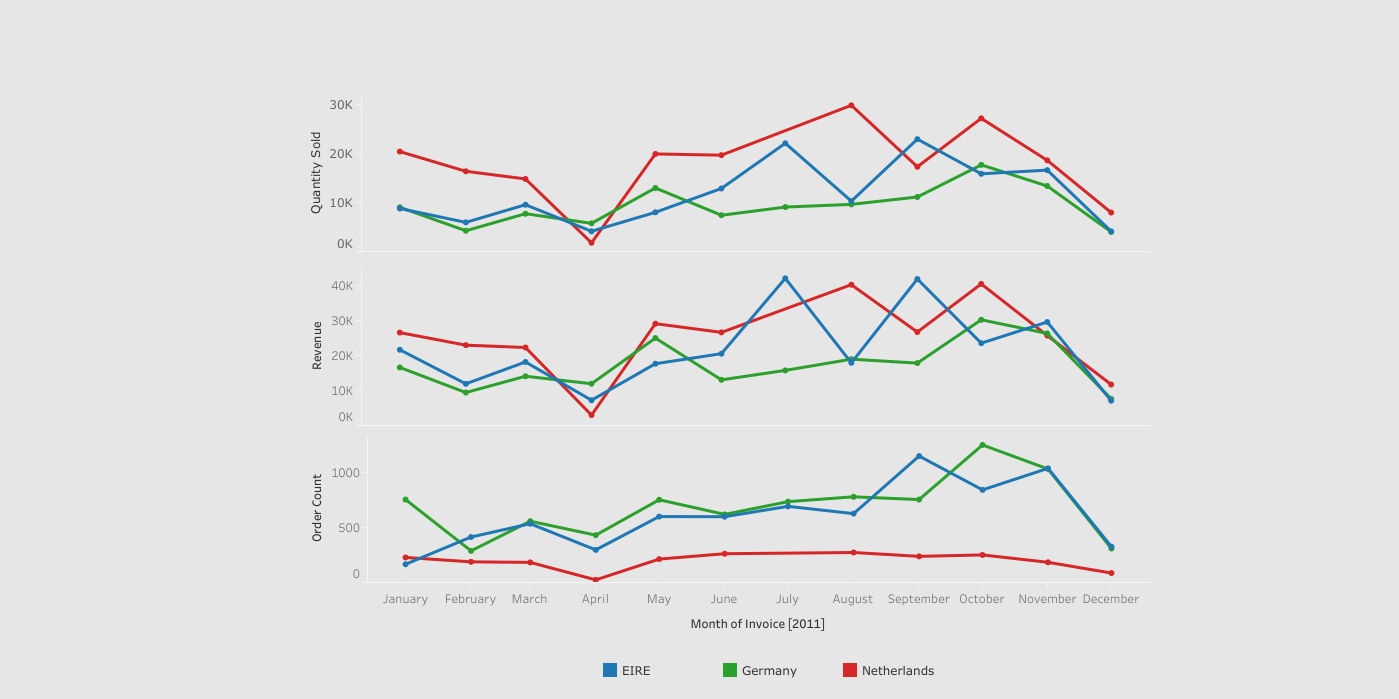 30K
20K
10K
0K
Quantity Sold
40K
30K
20K
10K
0K
Revenue
1000
500
0
Order Count
January February March April May June July August September October November December
Month of Invoice [2011]
EIRE Germany Netherlands